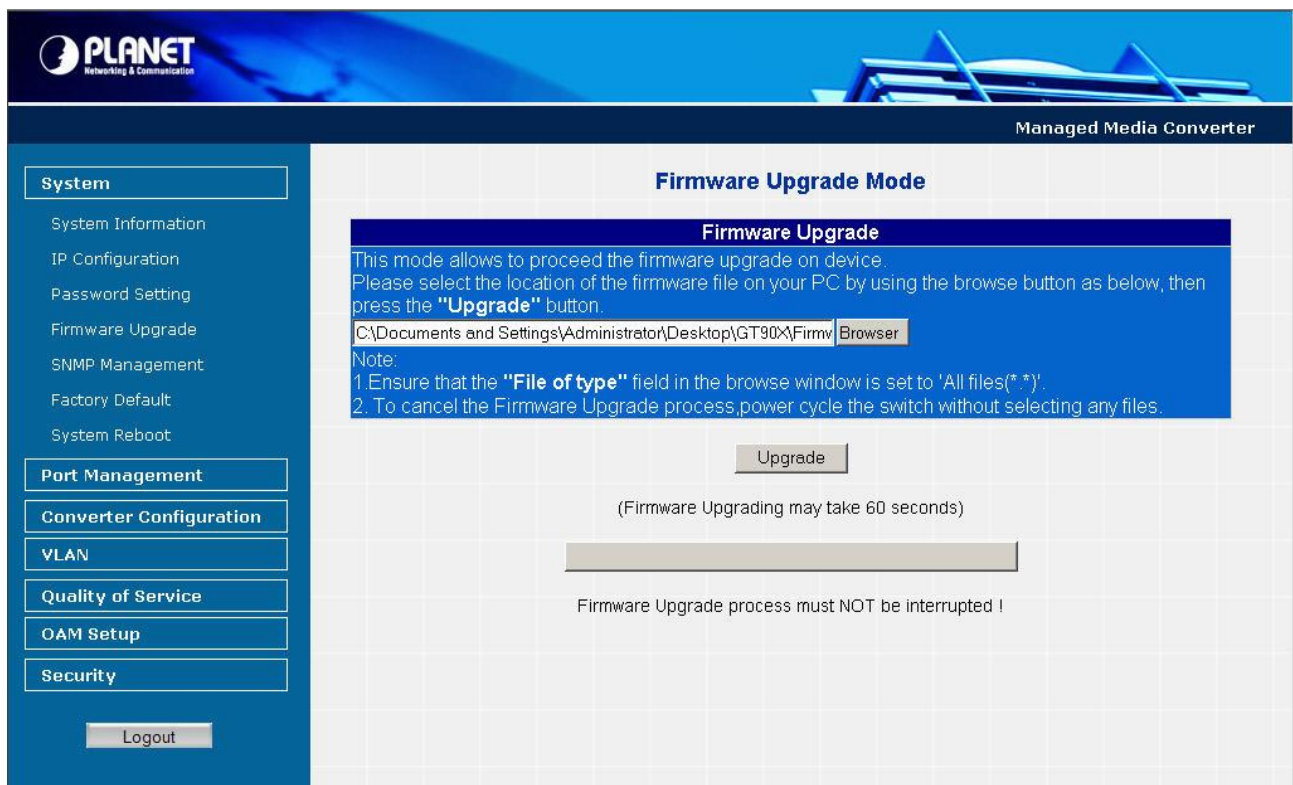 PLANET
Networking & Communication
Managed Media Converter
System
System Information
IP Configuration
Password Setting
Firmware Upgrade
SNMP Management
Factory Default
System Reboot
Port Management
Converter Configuration
VLAN
Quality of Service
OAM Setup
Security
Logout
Firmware Upgrade Mode
Firmware Upgrade
This mode allows to proceed the firmware upgrade on device.
Please select the location of the firmware file on your PC by using the browse button as below, then
press the "Upgrade" button.
C:\Documents and Settings\Administrator\Desktop\GT90X\Firmv Browser
Note:
1.Ensure that the "File of type" field in the browse window is set to 'All files(*.*)'.
2. To cancel the Firmware Upgrade process,power cycle the switch without selecting any files.
Upgrade
(Firmware Upgrading may take 60 seconds)
Firmware Upgrade process must NOT be interrupted !